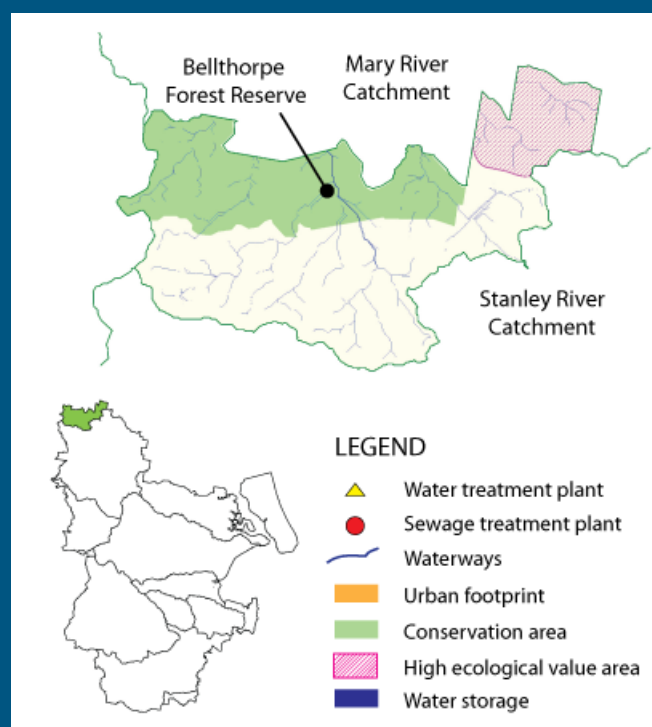 Bellthorpe
Forest Reserve
Mary River
Catchment
Stanley River
Catchment
LEGEND
Water treatment plant
Sewage treatment plant
Waterways
Urban footprint
Conservation area
High ecological value area
Water storage